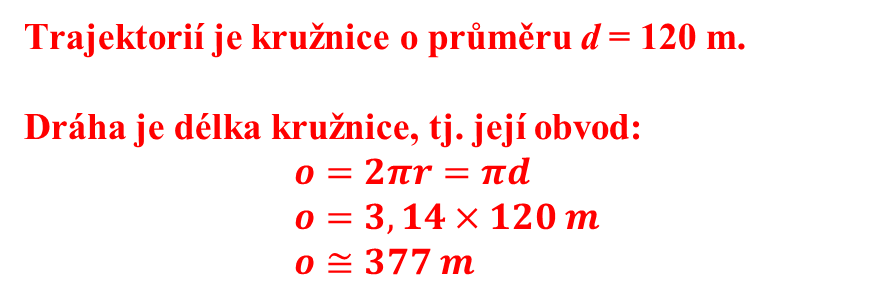 Trajektorií je kružnice o průměru d = 120 m.
Dráha je délka kružnice, tj. její obvod:
o = 2πr = πd
o = 3,14 × 120 m
o ≅ 377 m